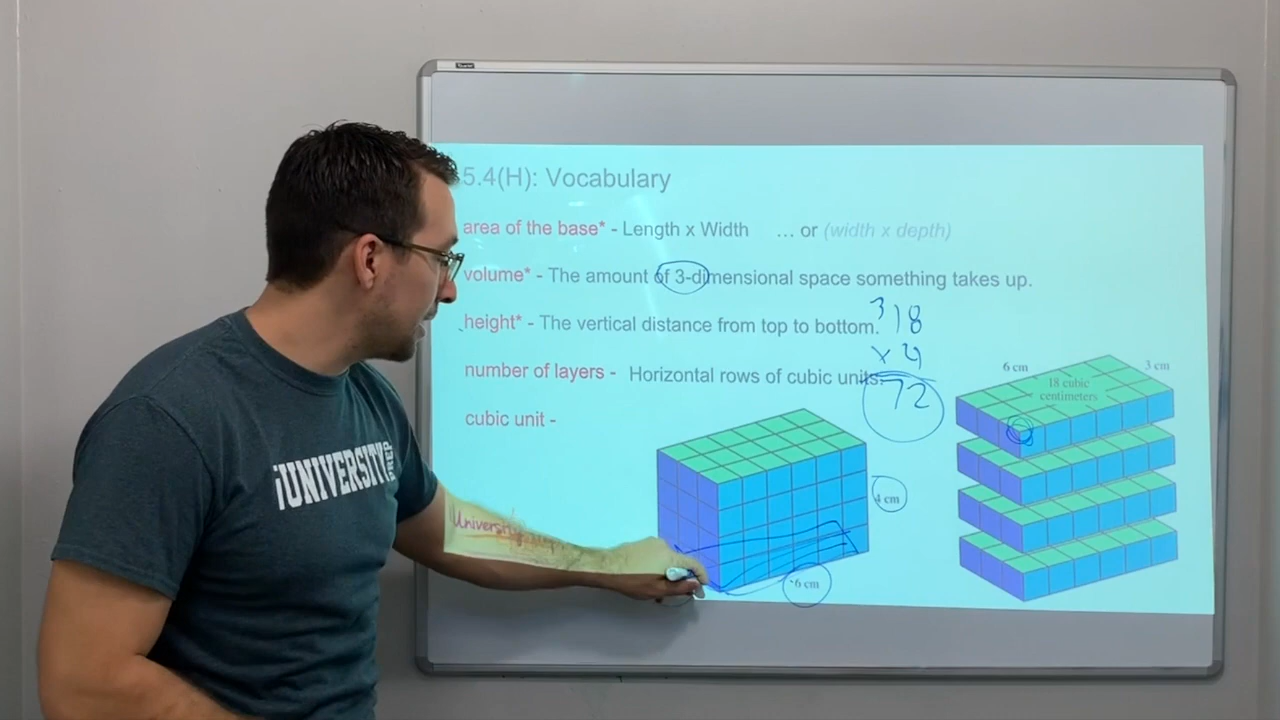 5.4(H): Vocabulary
area of the base* - Length x Width ... or (width x depth)
volume* - The amount of 3-dimensional space something takes up.
height* - The vertical distance from top to bottom.
number of layers - Horizontal rows of cubic units.
cubic unit -
3
18
x 4
72
6 cm
3 cm
18 cubic
centimeters
4 cm
6 cm
University
iUNIVERSITY
PREP